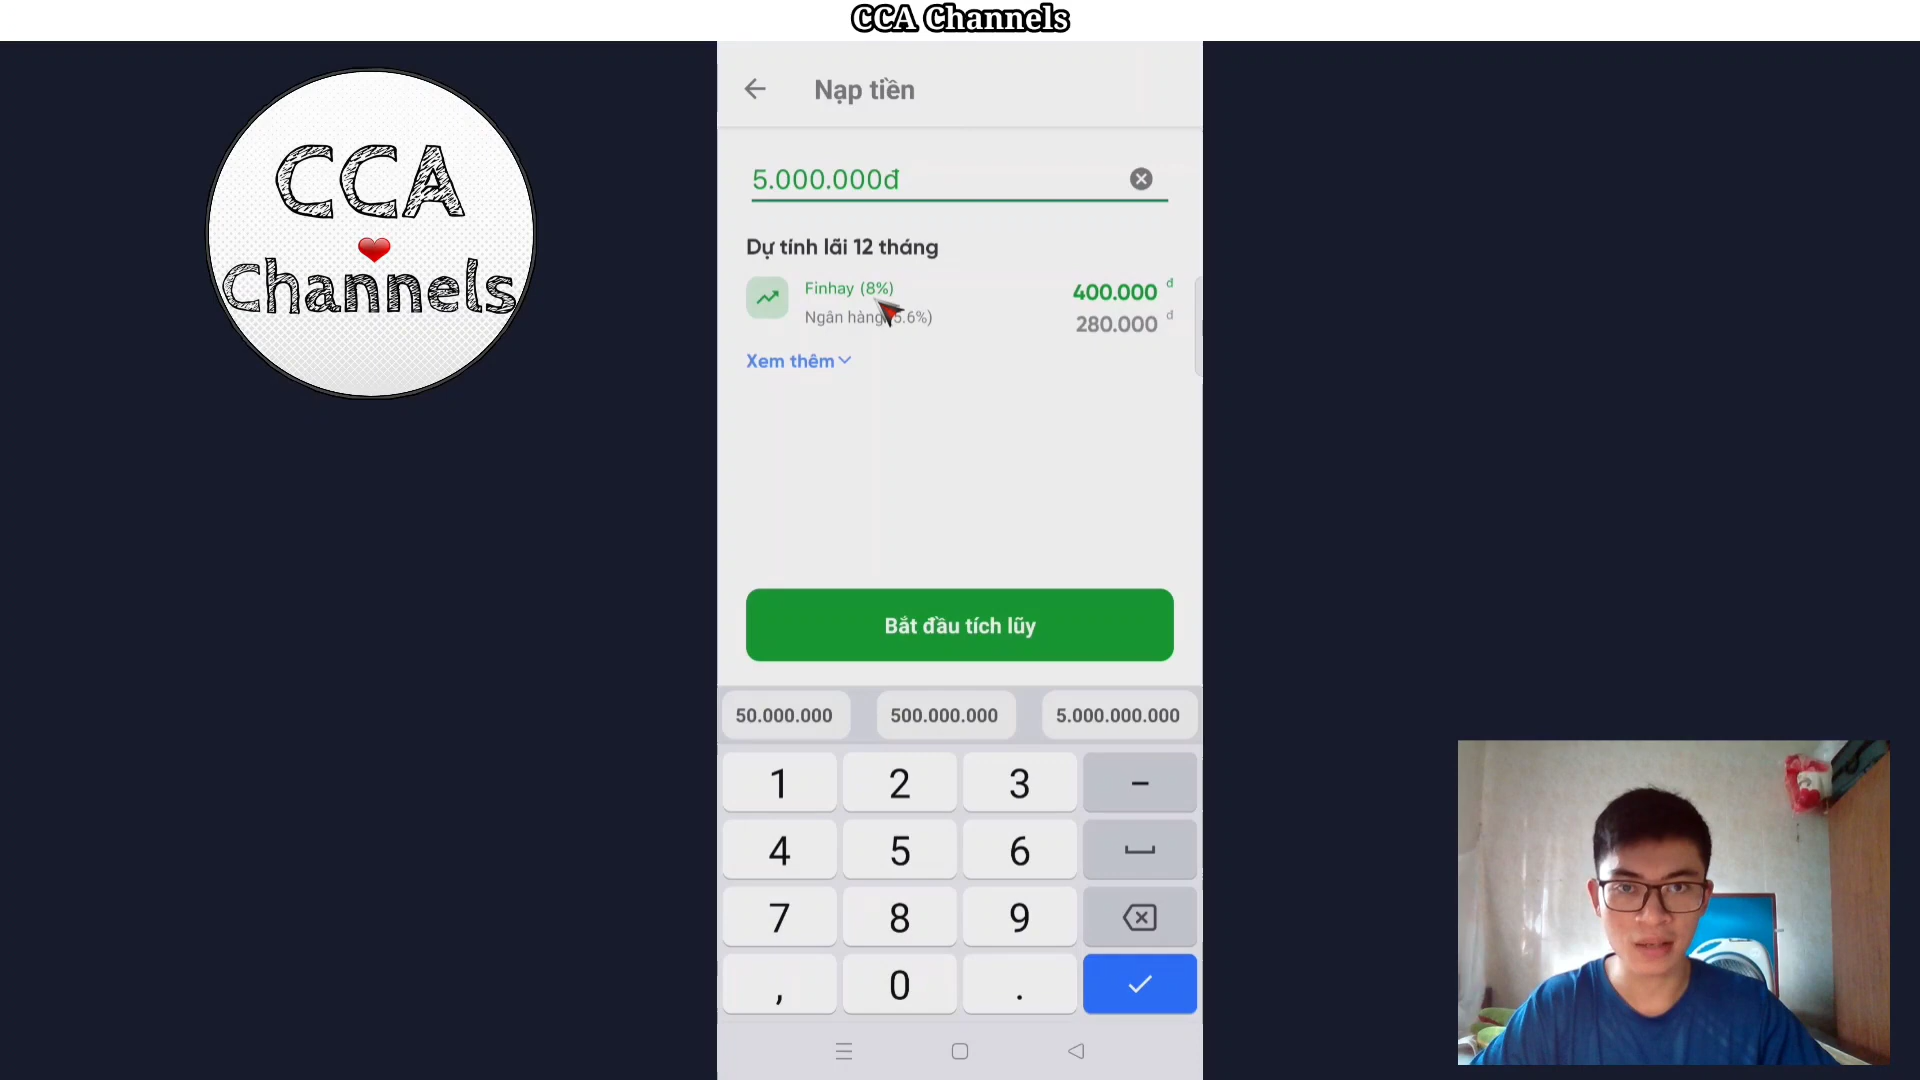 CCA Channels
CCA
Channels
Nạp tiền
5.000.000đ
Dự tính lãi 12 tháng
Finhay (8%)
400.000 đ
Ngân hàng 5.6%)
280.000 đ
Xem thêm
Bắt đầu tích lũy
50.000.000 500.000.000 5.000.000.000
1 2 3 −
4 5 6
7 8 9
, 0 .